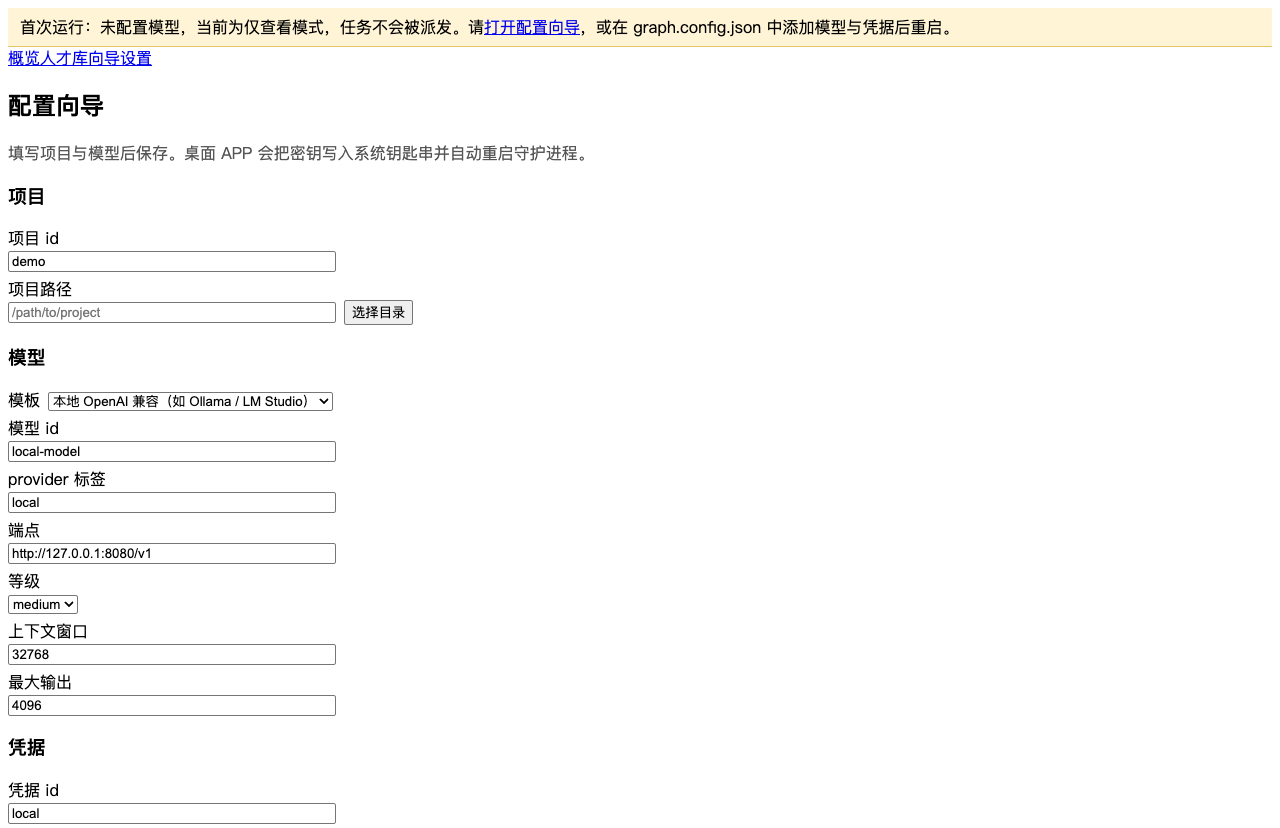 首次运行：未配置模型，当前为仅查看模式，任务不会被派发。请打开配置向导，或在 graph.config.json 中添加模型与凭据后重启。
概览人才库向导设置
配置向导
填写项目与模型后保存。桌面 APP 会把密钥写入系统钥匙串并自动重启守护进程。
项目
项目 id
demo
项目路径
/path/to/project 选择目录
模型
模板 本地 OpenAI 兼容（如 Ollama / LM Studio）
模型 id
local-model
provider 标签
local
端点
http://127.0.0.1:8080/v1
等级
medium
上下文窗口
32768
最大输出
4096
凭据
凭据 id
local